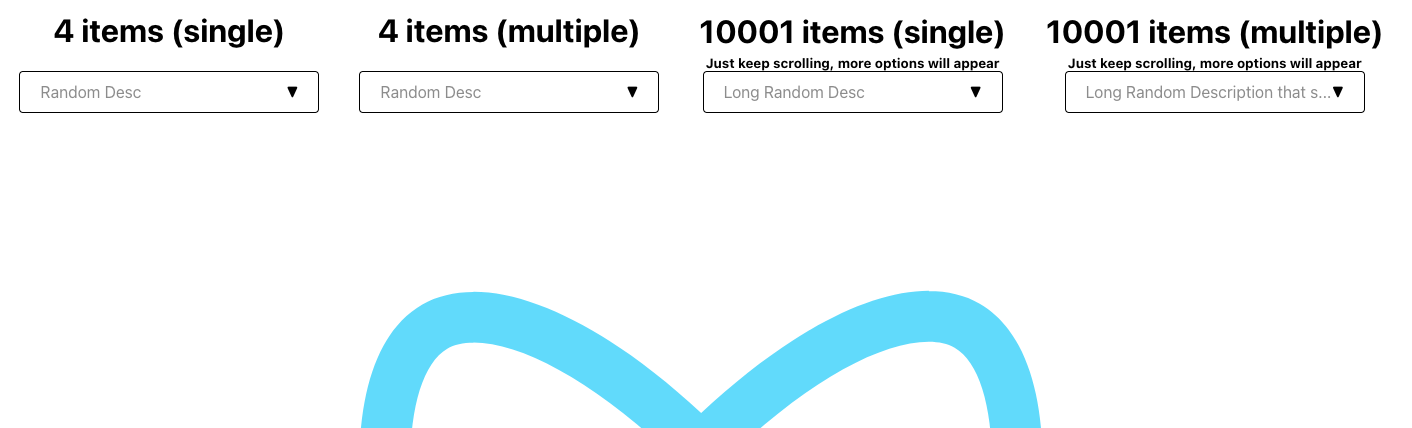 4 items (single)
Random Desc
4 items (multiple)
Random Desc
10001 items (single)
Just keep scrolling, more options will appear
Long Random Desc
10001 items (multiple)
Just keep scrolling, more options will appear
Long Random Description that s...